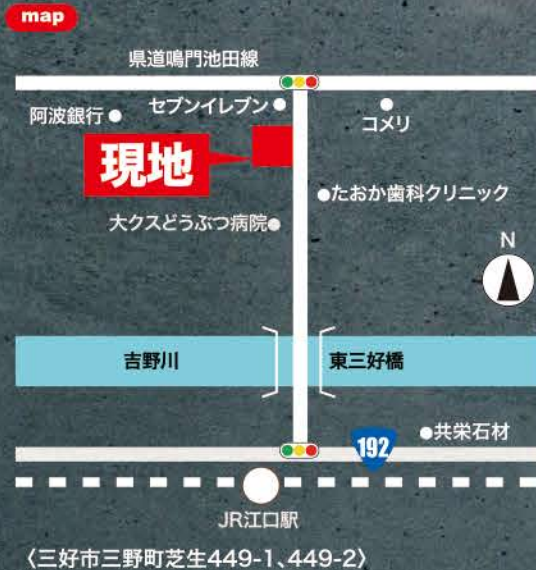 map
県道鳴門池田線
セブンイレブン
阿波銀行
コメリ
現地
たおか歯科クリニック
大クスどうぶつ病院
N
吉野川
東三好橋
共栄石材
192
JR江口駅
〈三好市三野町芝生449-1、449-2〉